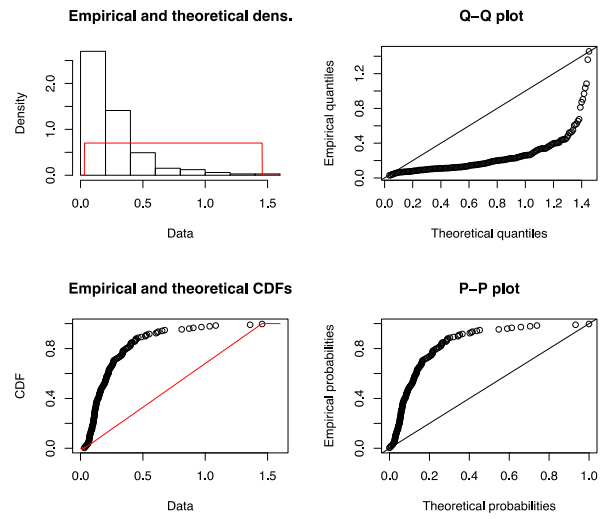 Empirical and theoretical dens.
Density
0.0
1.0
2.0
0.0
0.5
1.0
1.5
Data
Q−Q plot
Empirical quantiles
0.0
0.4
0.8
1.2
0.0
0.2
0.4
0.6
0.8
1.0
1.2
1.4
Theoretical quantiles
Empirical and theoretical CDFs
CDF
0.0
0.4
0.8
0.0
0.5
1.0
1.5
Data
P−P plot
Empirical probabilities
0.0
0.4
0.8
0.0
0.2
0.4
0.6
0.8
1.0
Theoretical probabilities